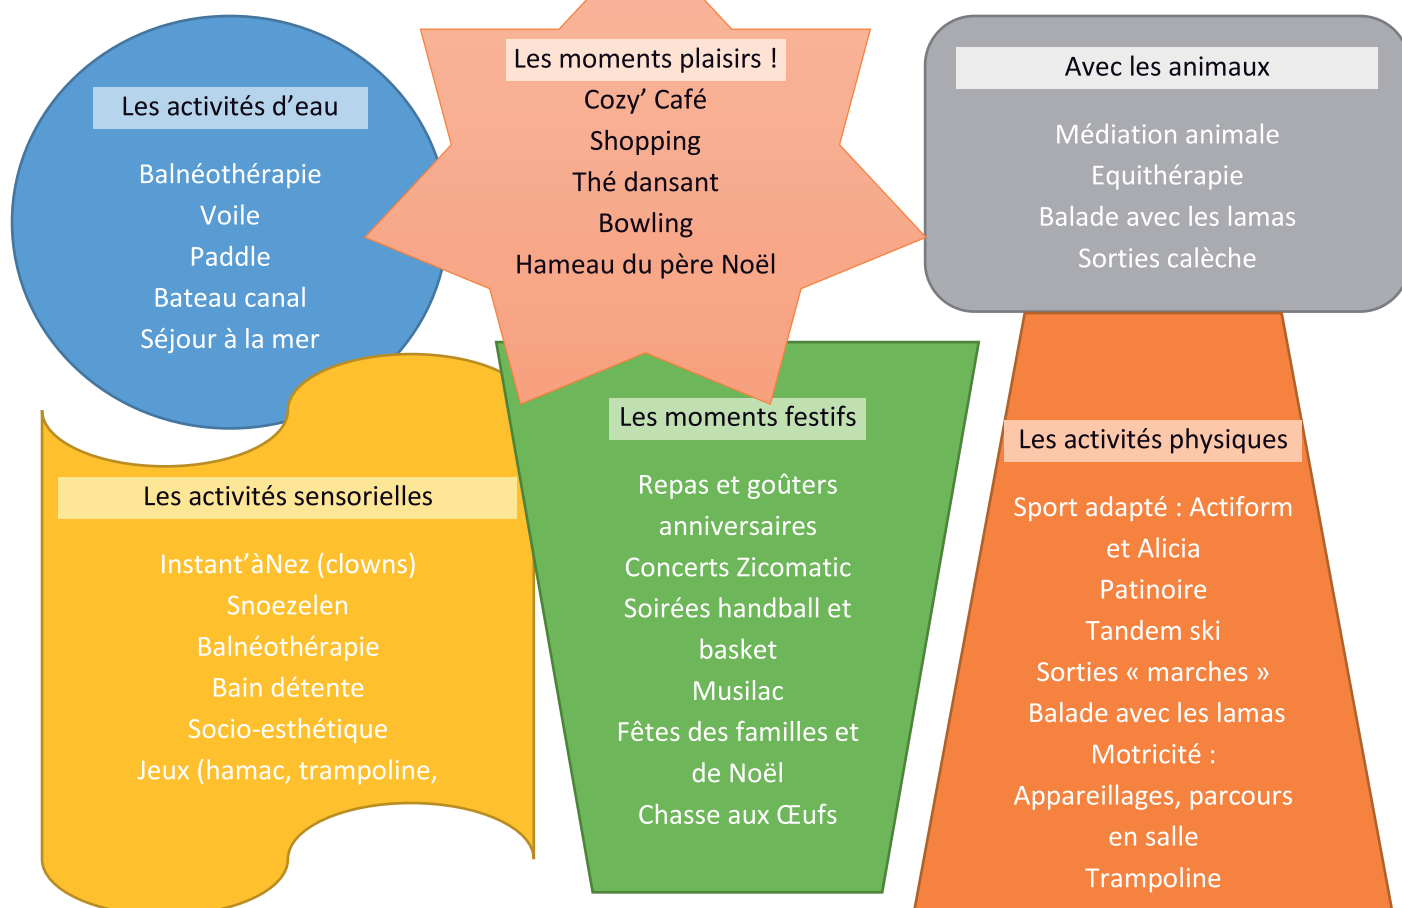 Les activités d’eau
Balnéothérapie
Voile
Paddle
Bateau canal
Séjour à la mer
Les moments plaisirs !
Cozy’ Café
Shopping
Thé dansant
Bowling
Hameau du père Noël
Avec les animaux
Médiation animale
Equithérapie
Balade avec les lamas
Sorties calèche
Les activités sensorielles
Instant’àNez (clowns)
Snoezelen
Balnéothérapie
Bain détente
Socio-esthétique
Jeux (hamac, trampoline,
Les moments festifs
Repas et goûters
anniversaires
Concerts Zicomatic
Soirées handball et
basket
Musilac
Fêtes des familles et
de Noël
Chasse aux Œufs
Les activités physiques
Sport adapté : Actiform
et Alicia
Patinoire
Tandem ski
Sorties « marches »
Balade avec les lamas
Motricité :
Appareillages, parcours
en salle
Trampoline